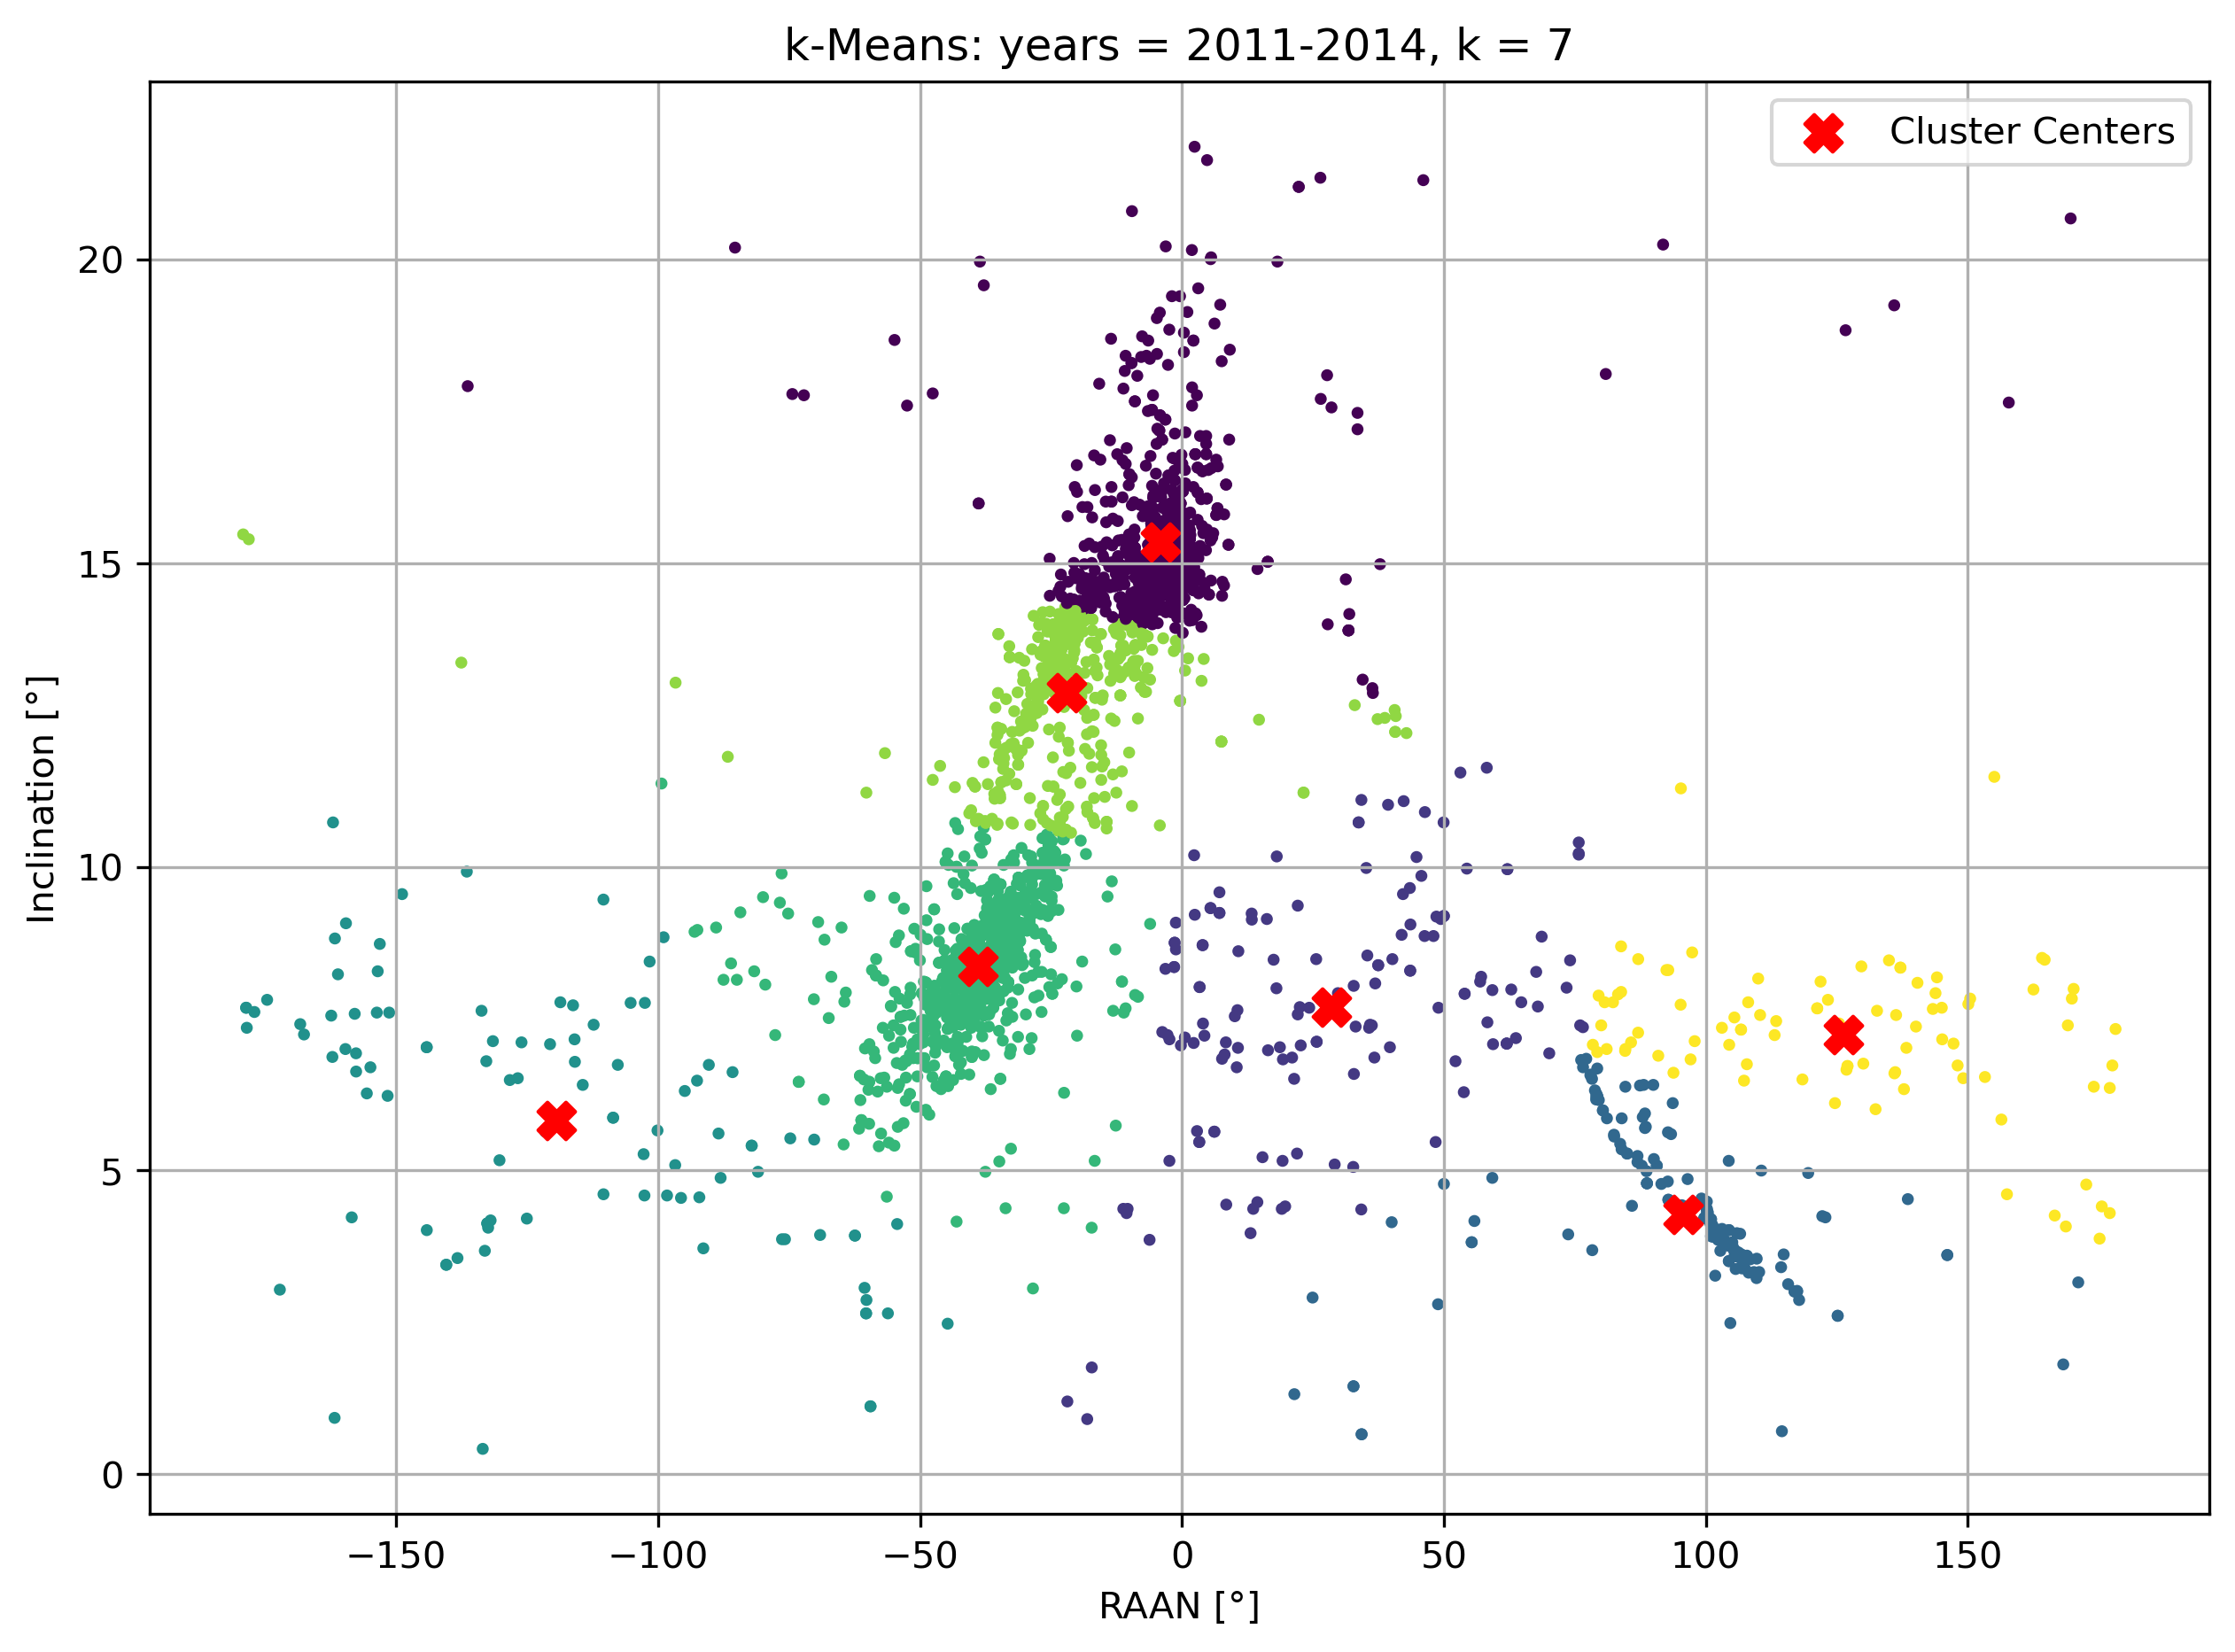 k-Means: years = 2011-2014, k = 7
Cluster Centers
20
15
10
5
0
Inclination [°]
−150 −100 −50 0 50 100 150
RAAN [°]